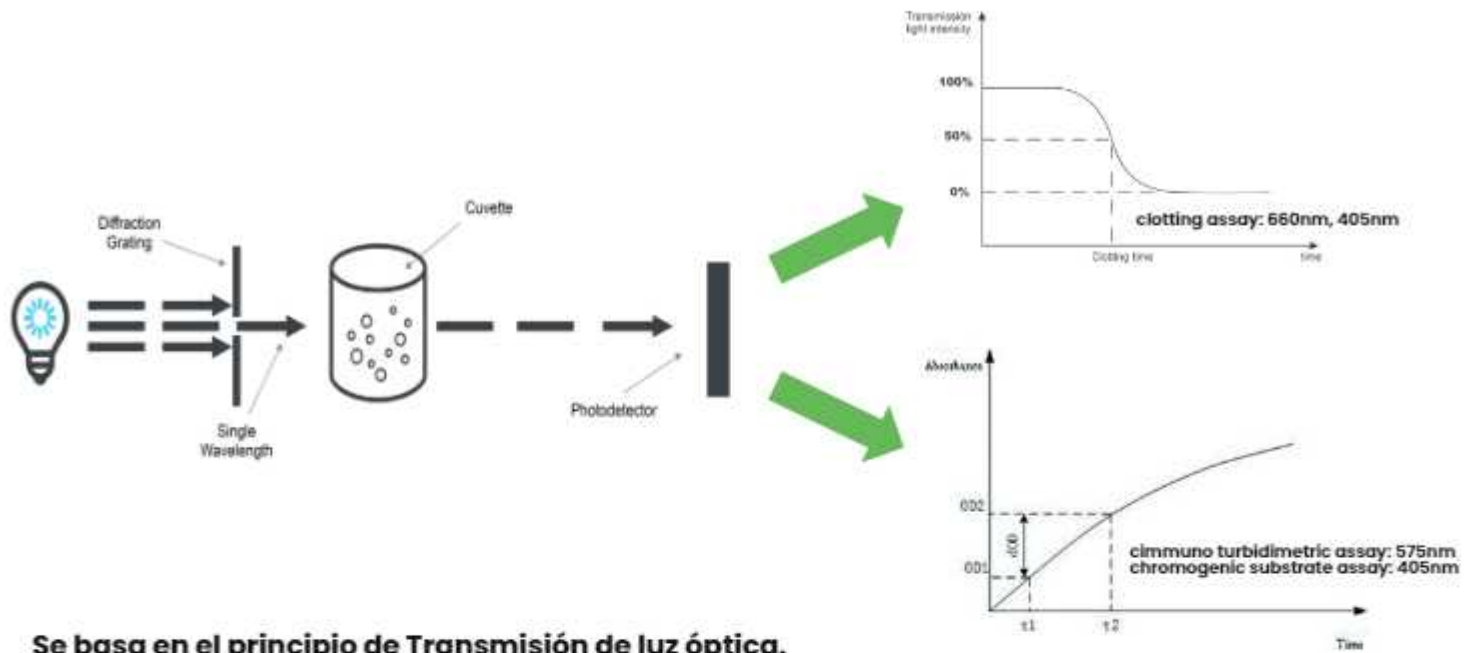 Transmission
light intensity
100%
50%
0%
clotting assay: 660nm, 405nm
Clotting time
time
Diffraction
Grating
Cuvette
Single
Wavelength
Photodetector
Absorbance
OD2
OD1
dOD
t1
t2
Time
cimmuno turbidimetric assay: 575nm
chromogenic substrate assay: 405nm
Se basa en el principio de Transmisión de luz óptica.